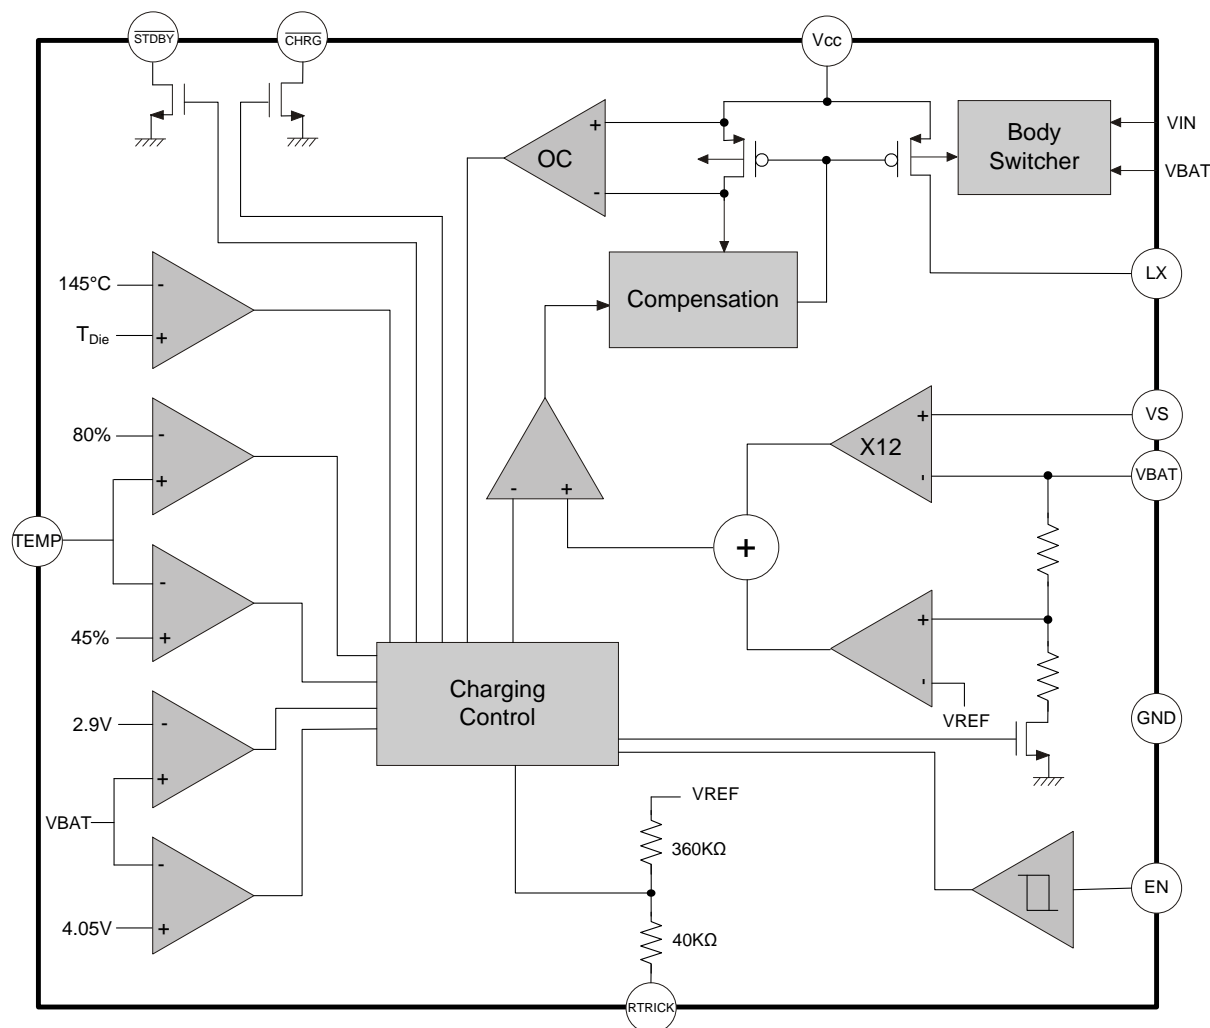 STDBY
CHRG
Vcc
OC
+
-
Body
Switcher
VIN
VBAT
LX
Compensation
145°C
-
TDie
+
80%
-
+
TEMP
-
45%
+
-
+
X12
+
-
VS
VBAT
+
+
-
VREF
GND
Charging
Control
2.9V
-
+
VBAT
-
4.05V
+
VREF
360KΩ
40KΩ
RTRICK
EN